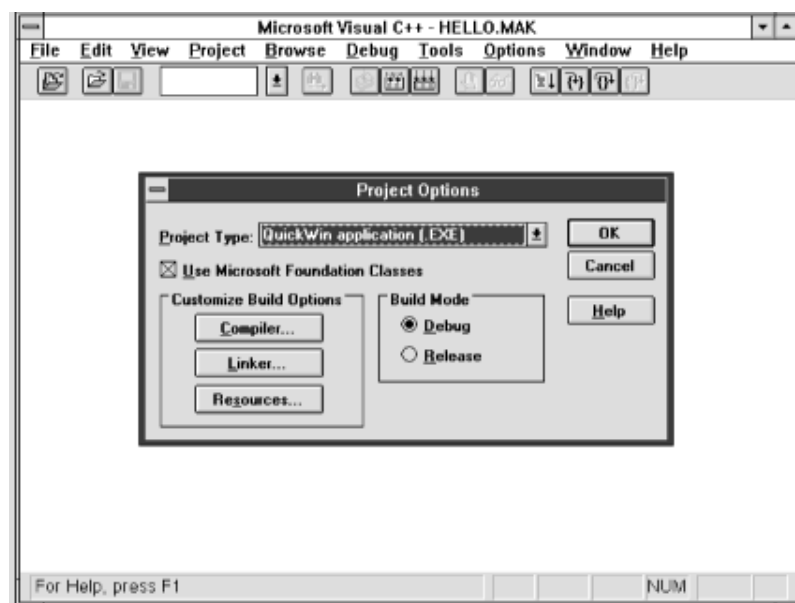 Microsoft Visual C++ - HELLO.MAK
File Edit View Project Browse Debug Tools Options Window Help
Project Options
Project Type: QuickWin application (.EXE)
OK
Use Microsoft Foundation Classes
Cancel
Customize Build Options
Build Mode
Help
Compiler...
Debug
Linker...
Release
Resources...
For Help, press F1
NUM